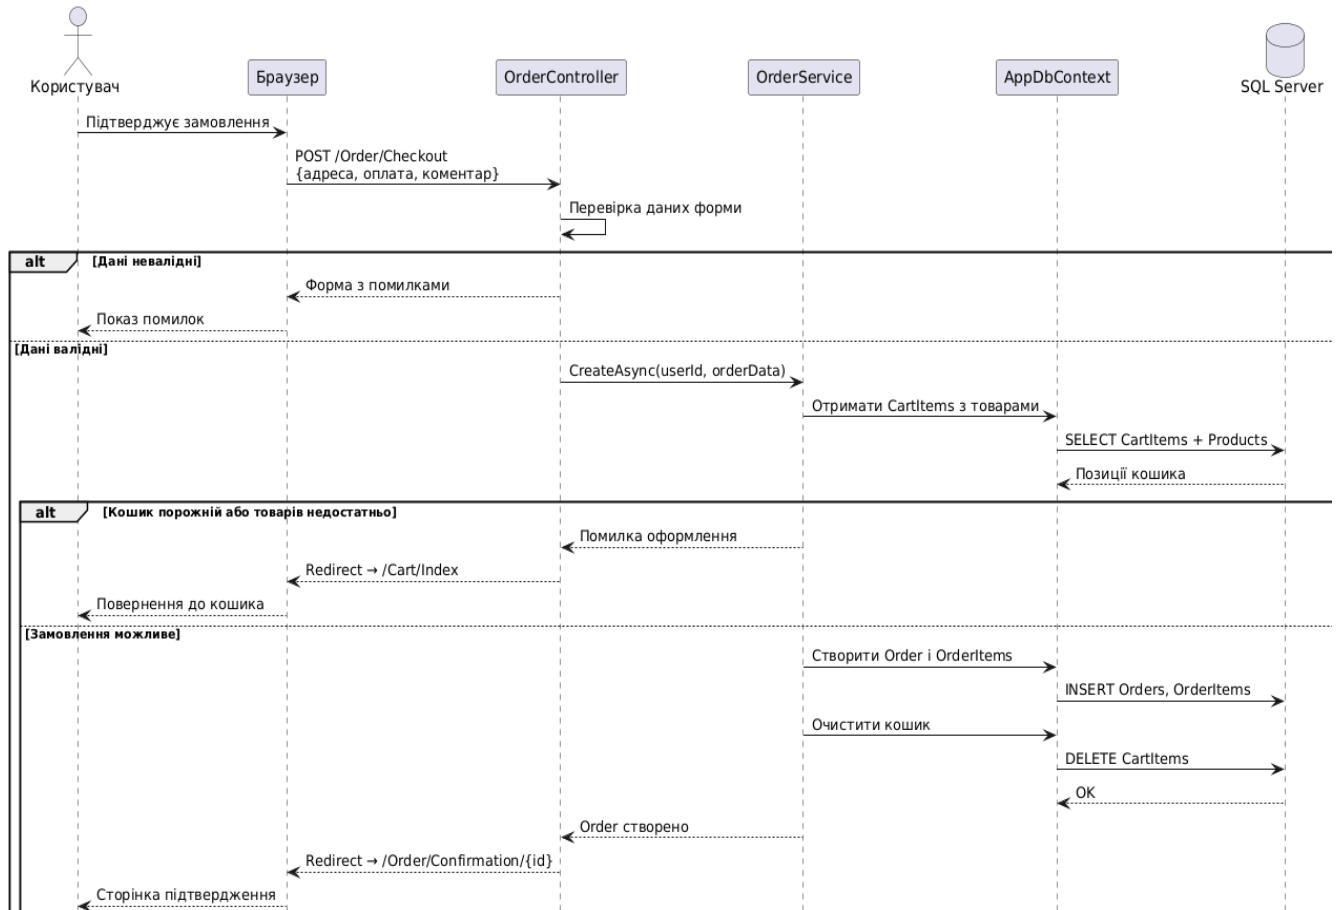 Користувач
Браузер
OrderController
OrderService
AppDbContext
SQL Server
Підтверджує замовлення
POST /Order/Checkout
{адреса, оплата, коментар}
Перевірка даних форми
alt [Дані невалідні]
Форма з помилками
Показ помилок
[Дані валідні]
CreateAsync(userId, orderData)
Отримати CartItems з товарами
SELECT CartItems + Products
Позиції кошика
alt [Кошик порожній або товарів недостатньо]
Помилка оформлення
Redirect → /Cart/Index
Повернення до кошика
[Замовлення можливе]
Створити Order і OrderItems
INSERT Orders, OrderItems
Очистити кошик
DELETE CartItems
OK
Order створено
Redirect → /Order/Confirmation/{id}
Сторінка підтвердження